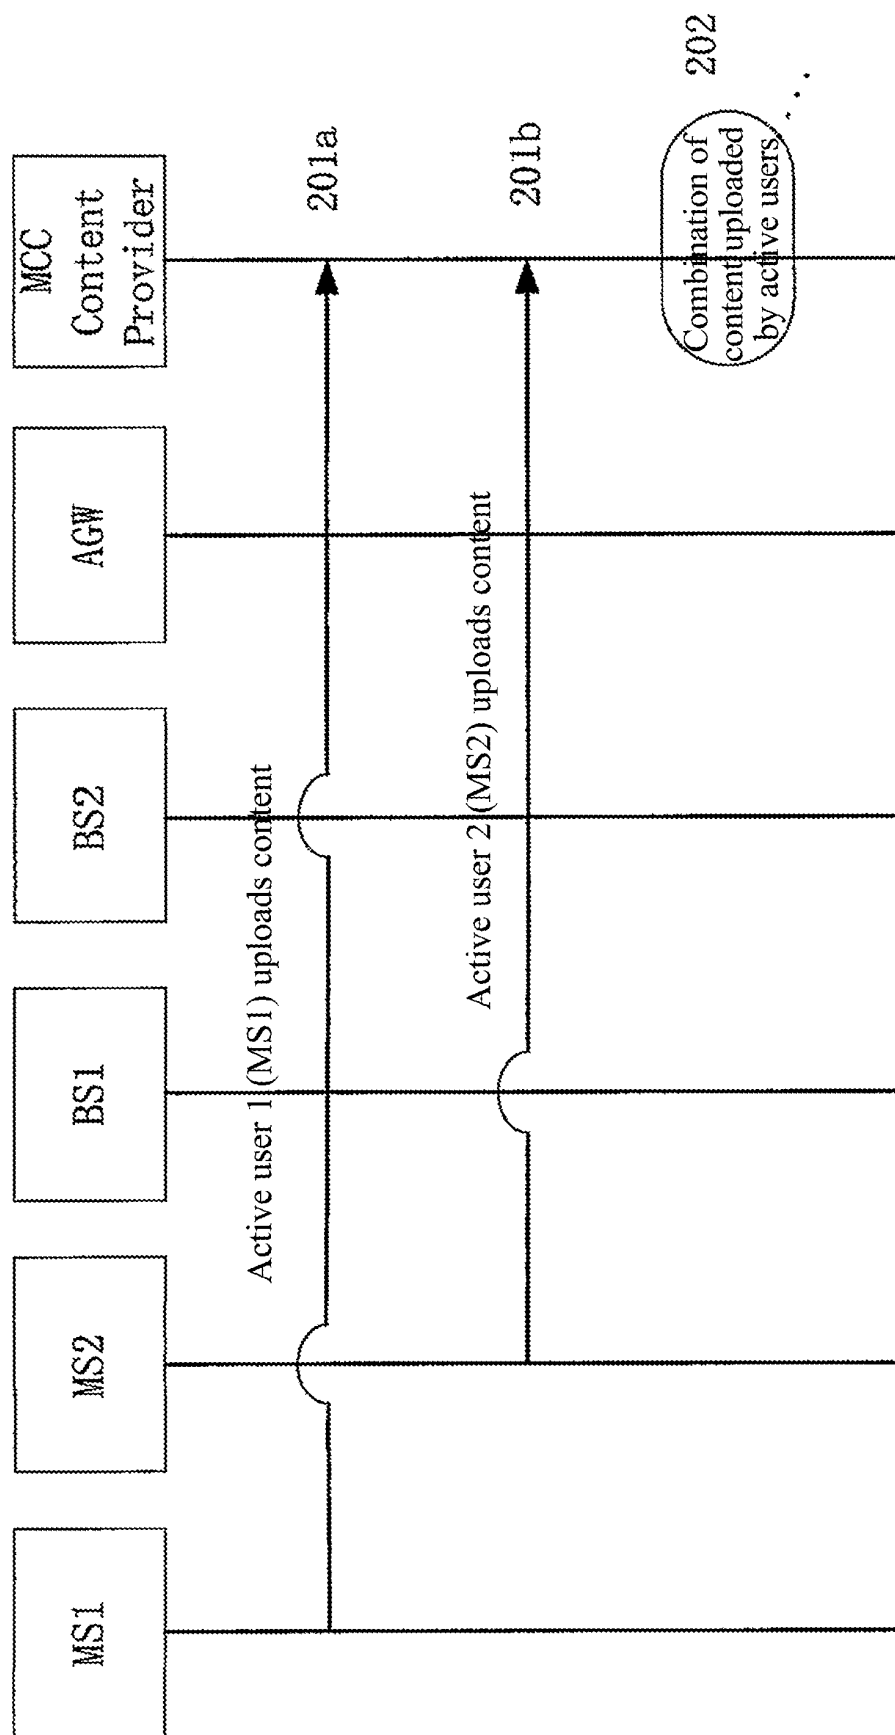 MS1
MS2
BS1
BS2
AGW
MCC
Content
Provider
Active user 1 (MS1) uploads content
201a
Active user 2 (MS2) uploads content
201b
Combination of
content uploaded
by active users
202